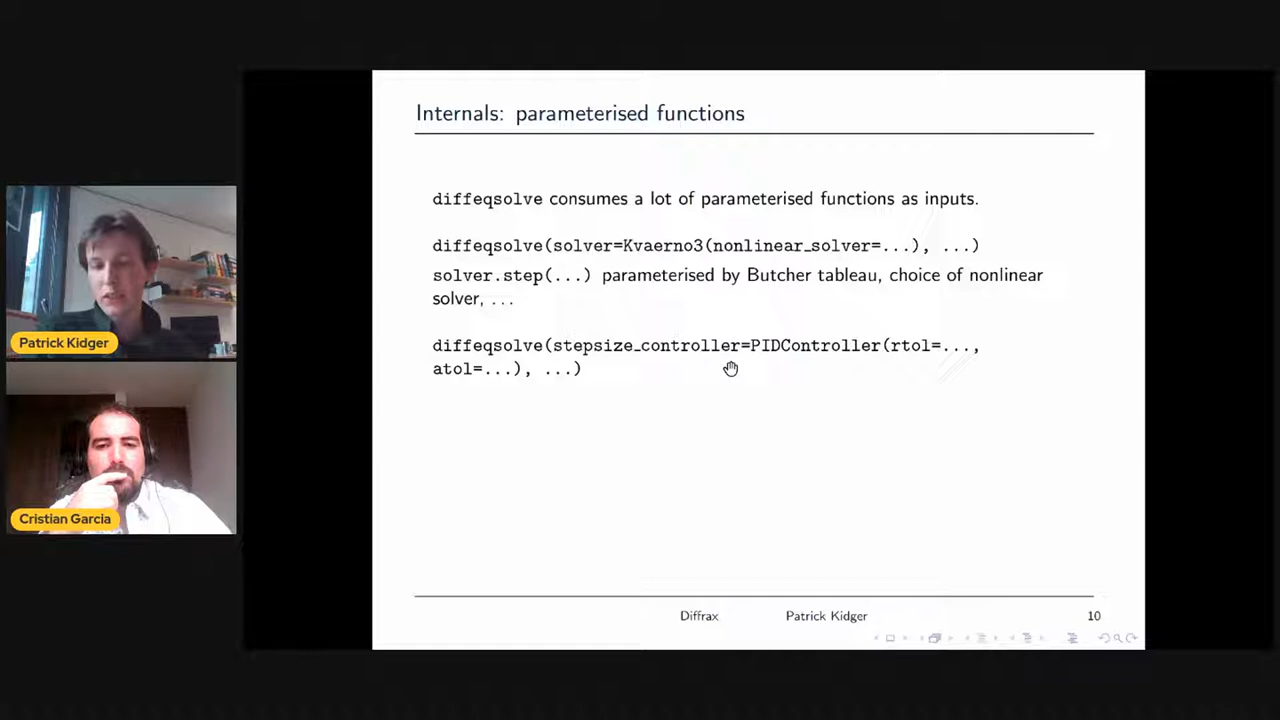 Internals: parameterised functions
diffeqsolve consumes a lot of parameterised functions as inputs.
diffeqsolve(solver=Kvaerno3(nonlinear_solver=...), ...)
solver.step(...) parameterised by Butcher tableau, choice of nonlinear
solver, ...
diffeqsolve(stepsize_controller=PIDController(rtol=...,
atol=...), ...)
Patrick Kidger
Cristian Garcia
Diffrax Patrick Kidger 10